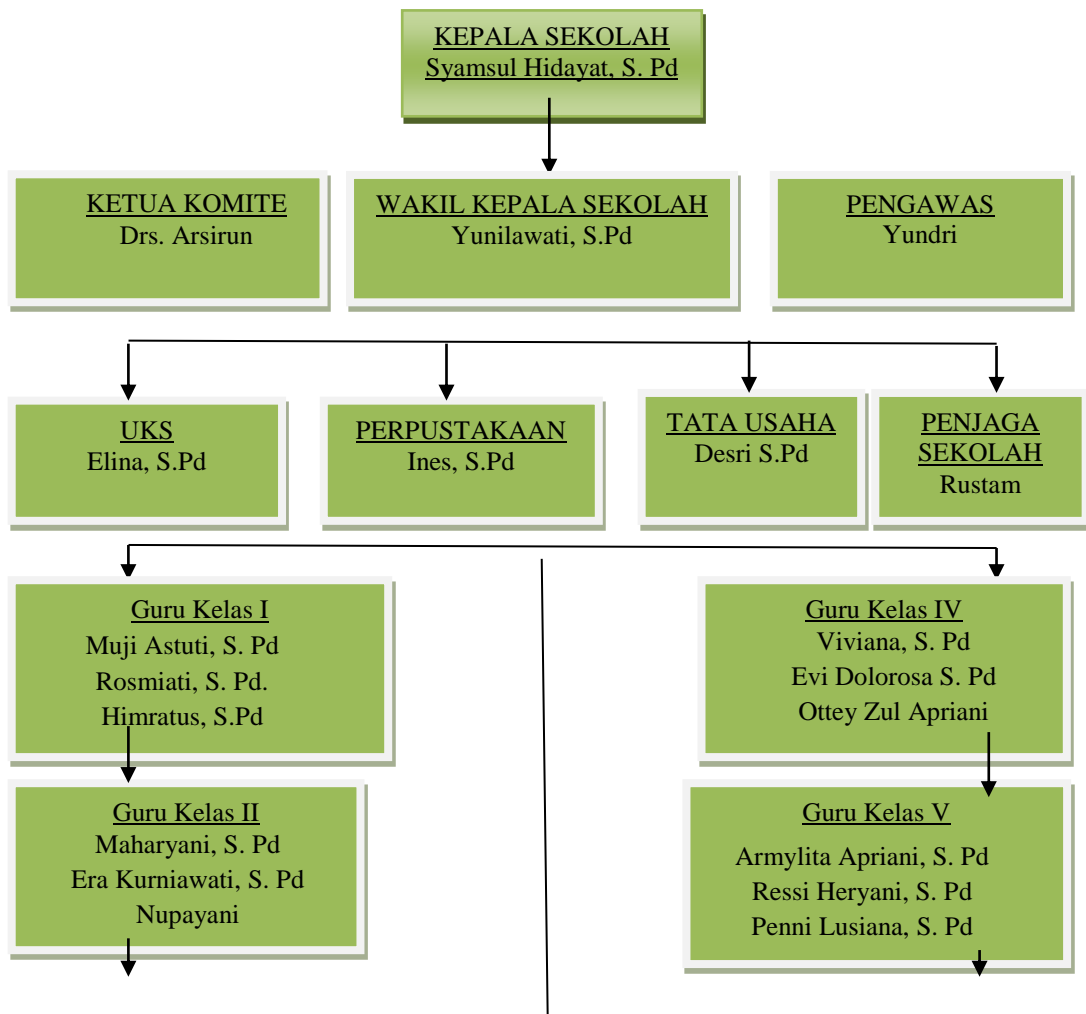 KEPALA SEKOLAH
Syamsul Hidayat, S. Pd
KETUA KOMITE
Drs. Arsirun
WAKIL KEPALA SEKOLAH
Yunilawati, S.Pd
PENGAWAS
Yundri
UKS
Elina, S.Pd
PERPUSTAKAAN
Ines, S.Pd
TATA USAHA
Desri S.Pd
PENJAGA
SEKOLAH
Rustam
Guru Kelas I
Muji Astuti, S. Pd
Rosmiati, S. Pd.
Himratus, S.Pd
Guru Kelas IV
Viviana, S. Pd
Evi Dolorosa S. Pd
Ottey Zul Apriani
Guru Kelas II
Maharyani, S. Pd
Era Kurniawati, S. Pd
Nupayani
Guru Kelas V
Armylita Apriani, S. Pd
Ressi Heryani, S. Pd
Penni Lusiana, S. Pd